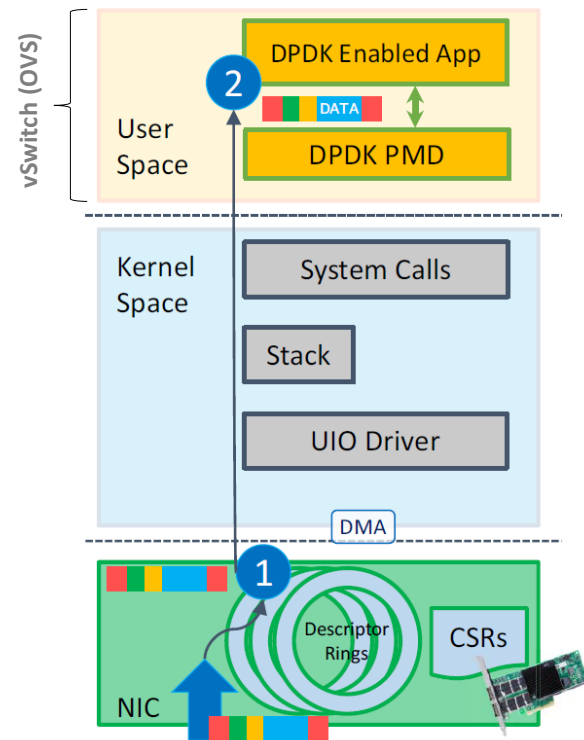 vSwitch (OVS)
DPDK Enabled App
2
DATA
User
Space
DPDK PMD
Kernel
Space
System Calls
Stack
UIO Driver
DMA
1
Descriptor
Rings
CSRs
NIC